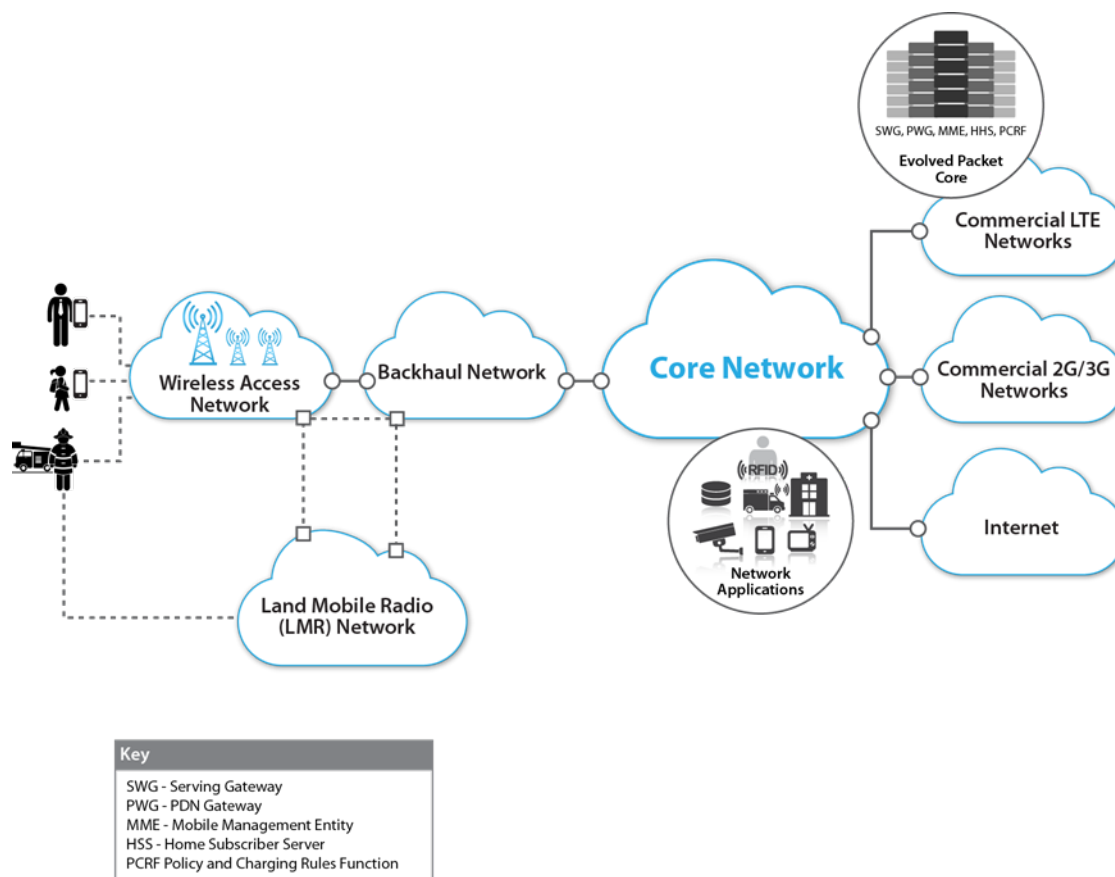 SWG, PWG, MME, HHS, PCRF
Evolved Packet
Core
Commercial LTE
Networks
Wireless Access
Network
Backhaul Network
Core Network
Commercial 2G/3G
Networks
RFID
Network
Applications
Internet
Land Mobile Radio
(LMR) Network
Key
SWG - Serving Gateway
PWG - PDN Gateway
MME - Mobile Management Entity
HSS - Home Subscriber Server
PCRF Policy and Charging Rules Function